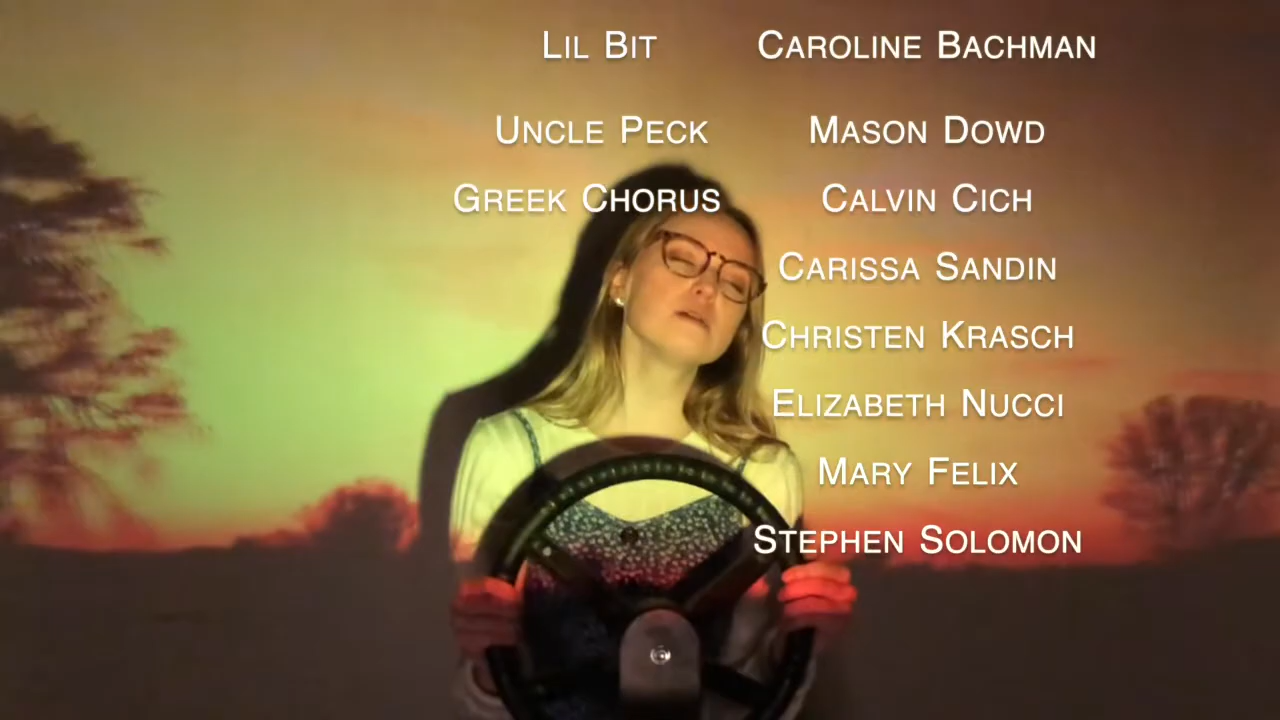 Lil Bit Caroline Bachman
Uncle Peck Mason Dowd
Greek Chorus Calvin Cich
Carissa Sandin
Christen Krasch
Elizabeth Nucci
Mary Felix
Stephen Solomon